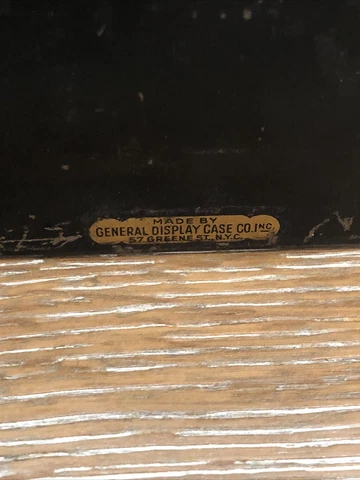 MADE BY
GENERAL DISPLAY CASE CO. INC.
57 GREENE ST. N.Y.C.